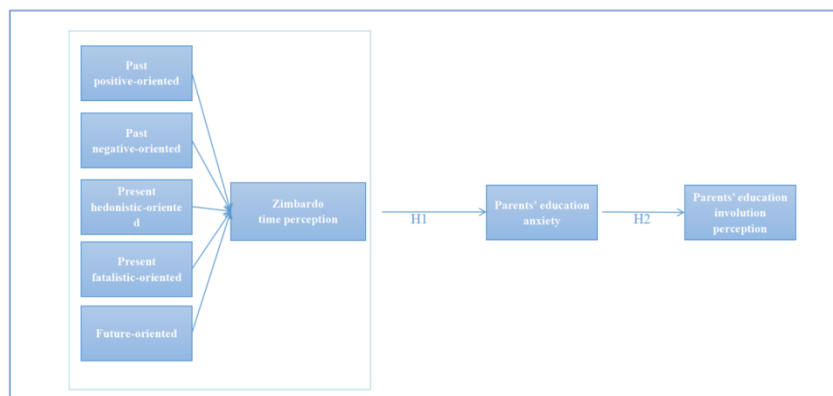 Past
positive-oriented
Past
negative-oriented
Present
hedonistic-oriente
d
Present
fatalistic-oriented
Future-oriented
Zimbardo
time perception
H1
Parents' education
anxiety
H2
Parents' education
involution
perception